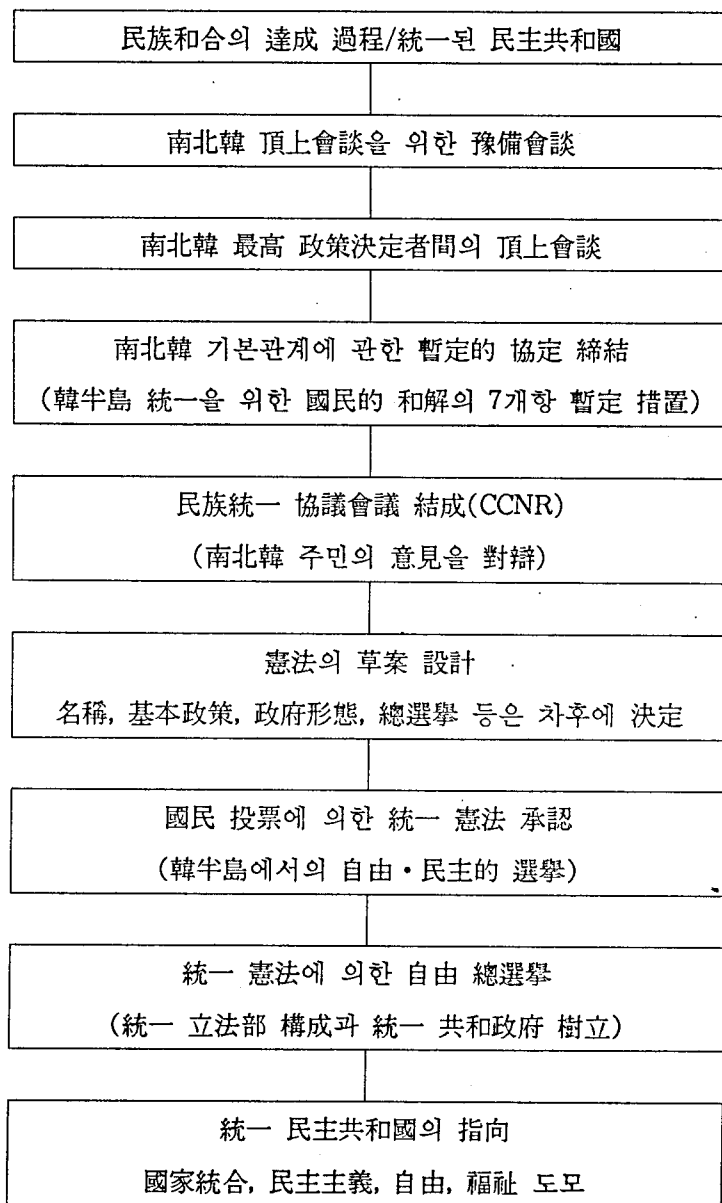 民族和合의 達成 過程/統一된 民主共和國
南北韓 頂上會談을 위한 豫備會談
南北韓 最高 政策決定者間의 頂上會談
南北韓 기본관계에 관한 暫定的 協定 締結
(韓半島 統一을 위한 國民的 和解의 7개항 暫定 措置)
民族統一 協議會議 結成(CCNR)
(南北韓 주민의 意見을 對辯)
憲法의 草案 設計
名稱, 基本政策, 政府形態, 總選擧 등은 차후에 決定
國民 投票에 의한 統一 憲法 承認
(韓半島에서의 自由·民主的 選擧)
統一 憲法에 의한 自由 總選擧
(統一 立法部 構成과 統一 共和政府 樹立)
統一 民主共和國의 指向
國家統合, 民主主義, 自由, 福祉 도모